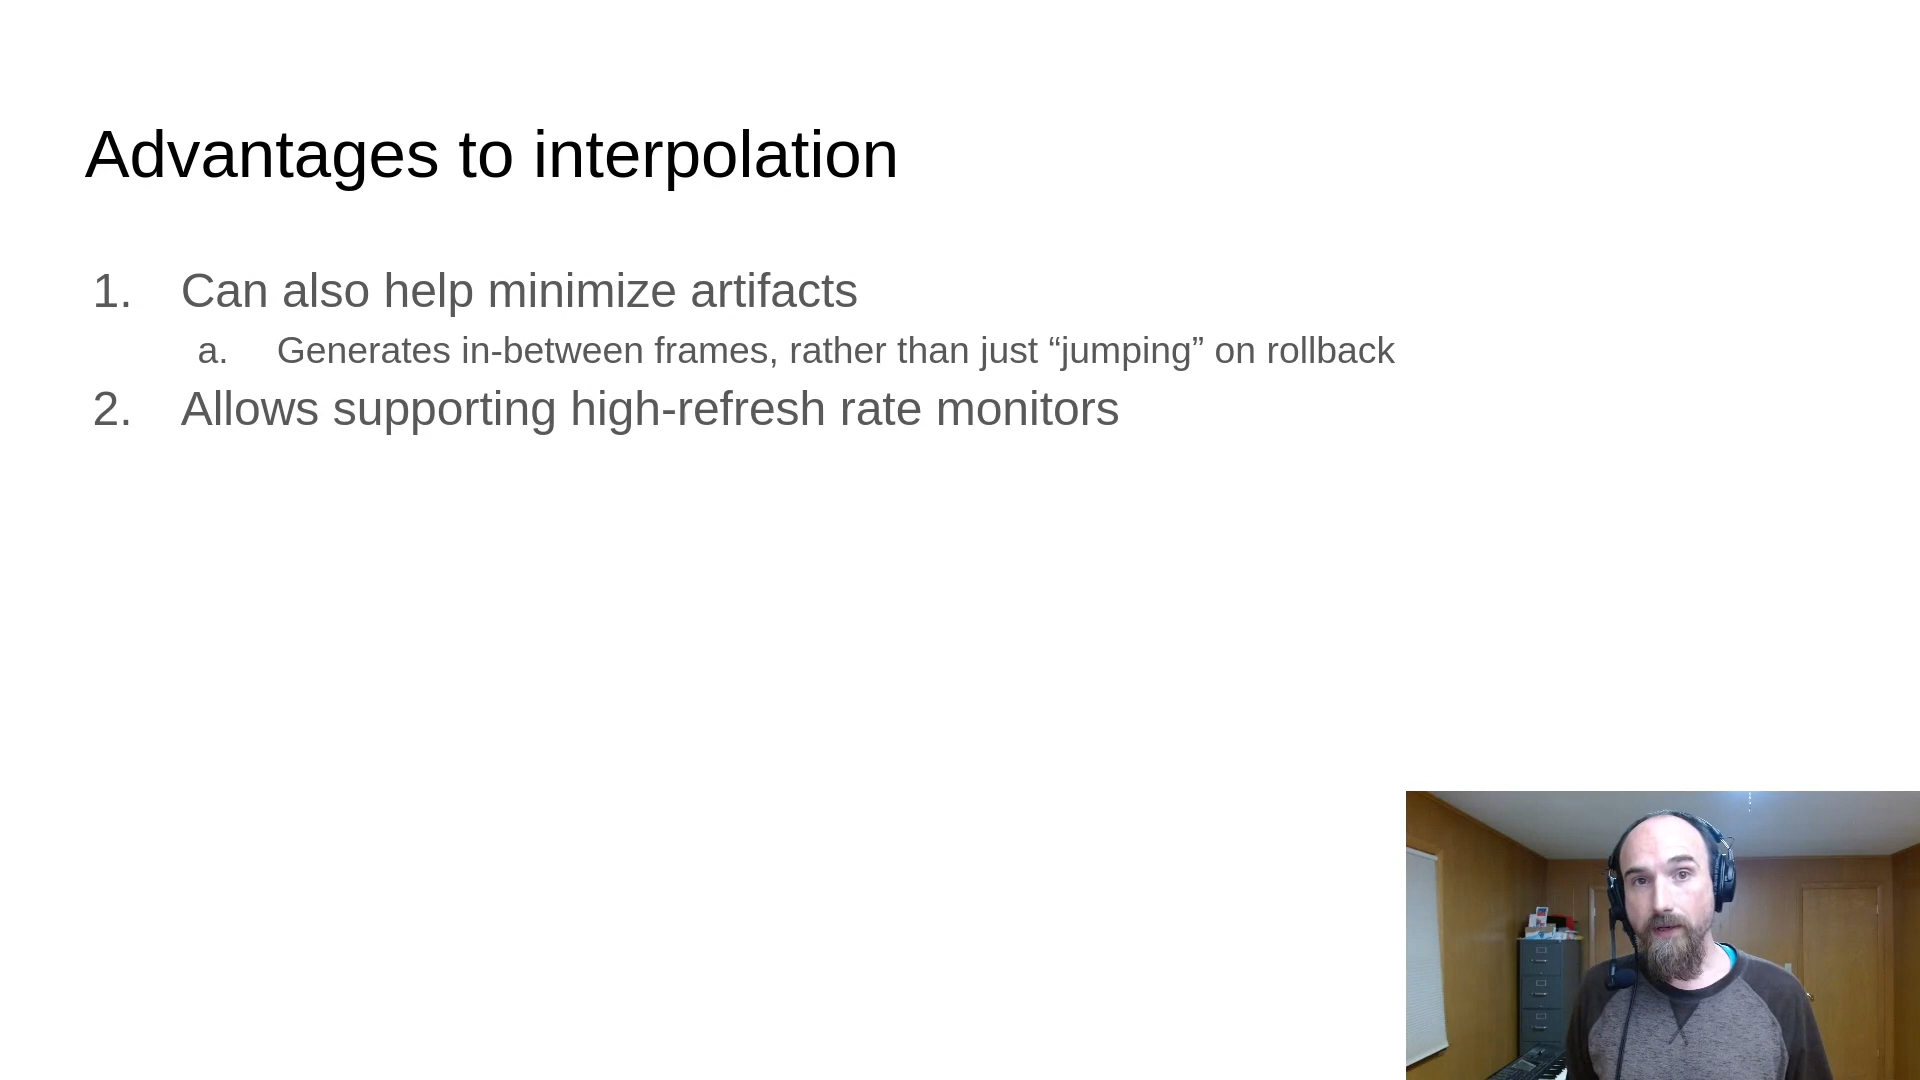 Advantages to interpolation
1. Can also help minimize artifacts
a. Generates in-between frames, rather than just “jumping” on rollback
2. Allows supporting high-refresh rate monitors